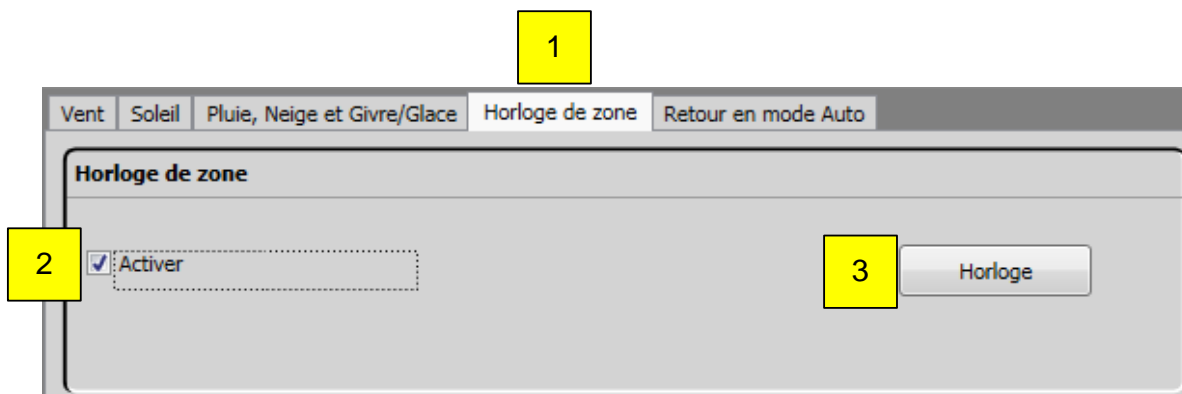 1
Vent Soleil Pluie, Neige et Givre/Glace Horloge de zone Retour en mode Auto
Horloge de zone
2 Activer 3 Horloge